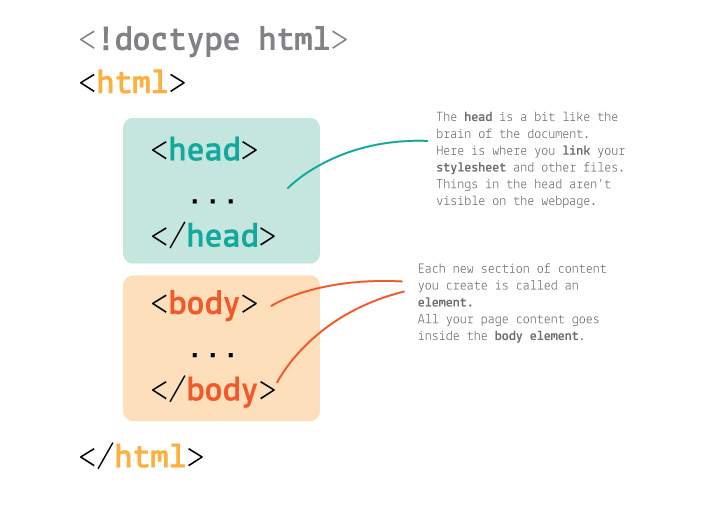 <!doctype html>
<html>
<head>
...
</head>
The head is a bit like the
brain of the document.
Here is where you link your
stylesheet and other files.
Things in the head aren't
visible on the webpage.
<body>
...
</body>
Each new section of content
you create is called an
element.
All your page content goes
inside the body element.
</html>